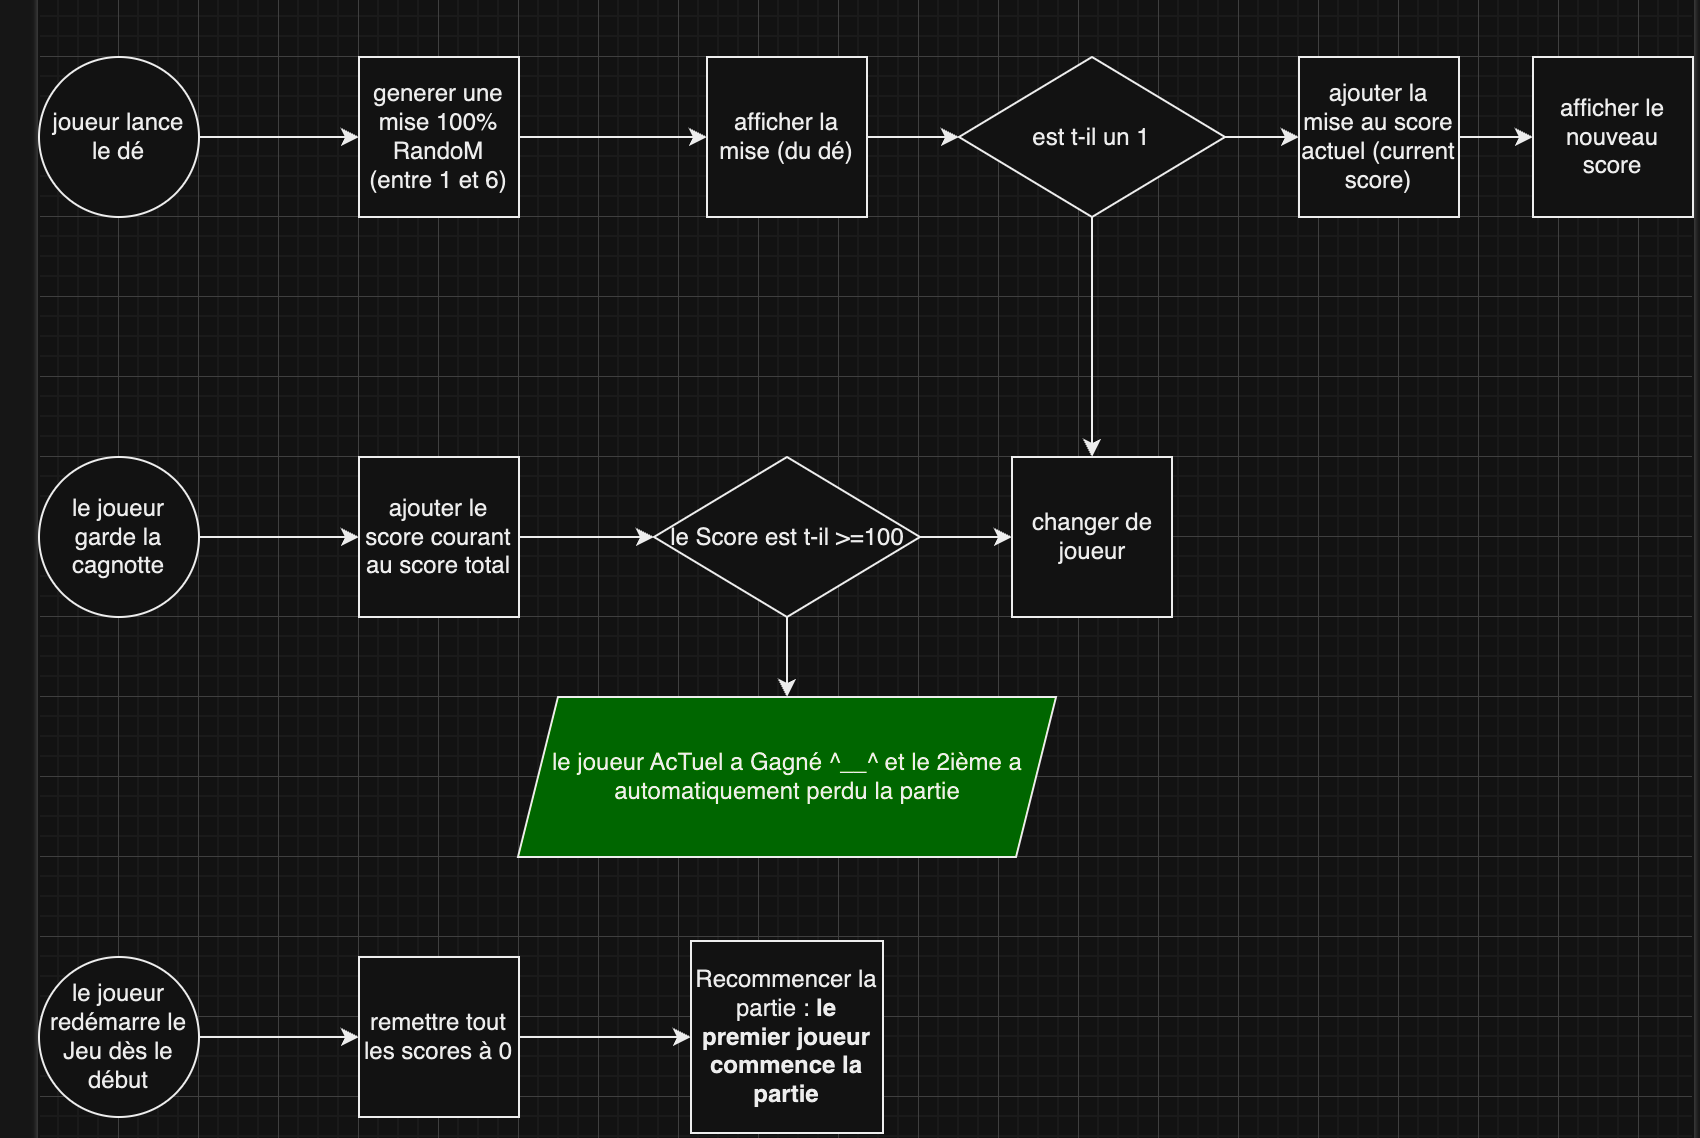 joueur lance
le dé
generer une
mise 100%
RandoM
(entre 1 et 6)
afficher la
mise (du dé)
est t-il un 1
ajouter la
mise au score
actuel (current
score)
afficher le
nouveau
score
le joueur
garde la
cagnotte
ajouter le
score courant
au score total
le Score est t-il >=100
changer de
joueur
le joueur AcTuel a Gagné ^__^ et le 2ième a
automatiquement perdu la partie
le joueur
redémarre le
Jeu dès le
début
remettre tout
les scores à 0
Recommencer la
partie : le
premier joueur
commence la
partie